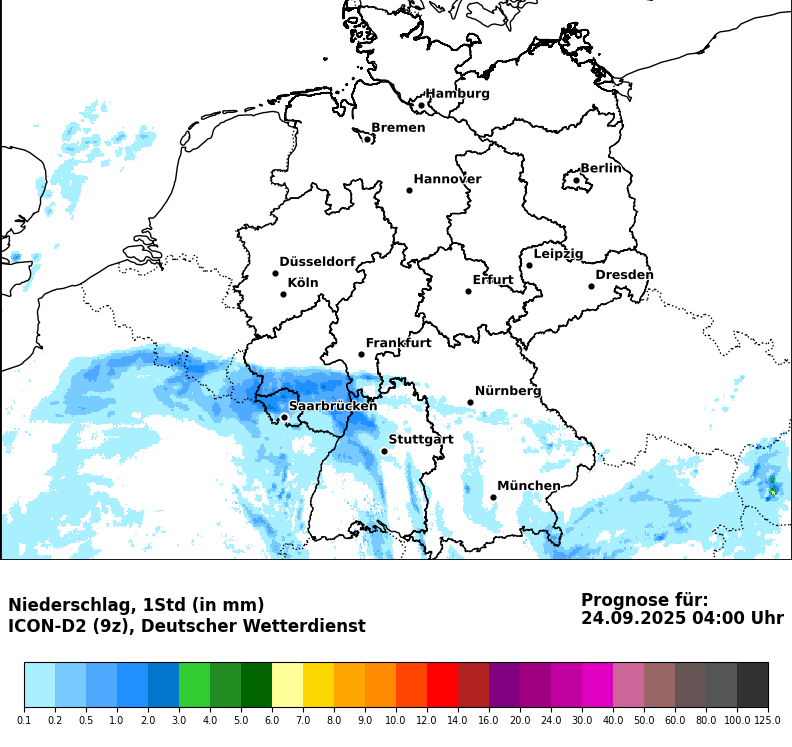 Hamburg
Bremen
Berlin
Hannover
Leipzig
Düsseldorf
Dresden
Köln
Erfurt
Frankfurt
Nürnberg
Saarbrücken
Stuttgart
München
Niederschlag, 1Std (in mm)
ICON-D2 (9z), Deutscher Wetterdienst
Prognose für:
24.09.2025 04:00 Uhr
0.1 0.2 0.5 1.0 2.0 3.0 4.0 5.0 6.0 7.0 8.0 9.0 10.0 12.0 14.0 16.0 20.0 24.0 30.0 40.0 50.0 60.0 80.0 100.0 125.0